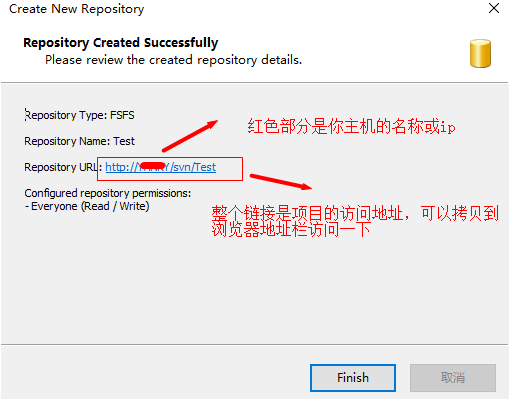 Create New Repository
Repository Created Successfully
Please review the created repository details.
Repository Type: FSFS
红色部分是你主机的名称或ip
Repository Name: Test
Repository URL: http:///svn/Test
Configured repository permissions:
- Everyone (Read / Write)
整个链接是项目的访问地址，可以拷贝到
浏览器地址栏访问一下
Finish
取消